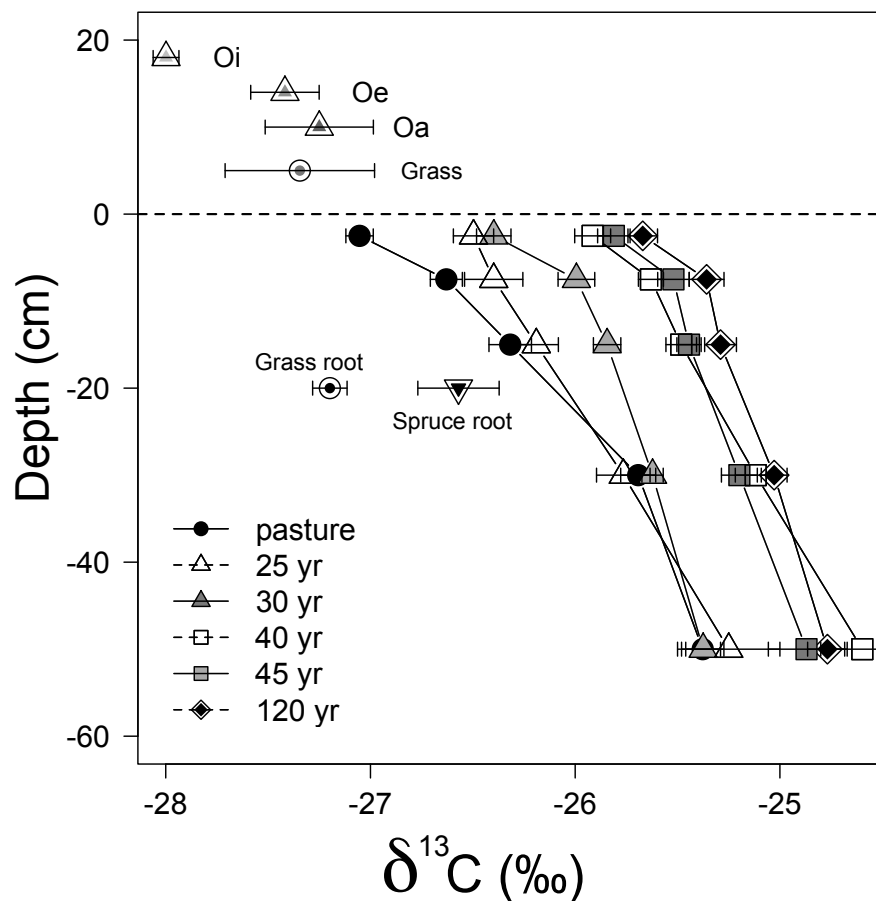 20
Oi
Oe
Oa
Grass
0
Depth (cm)
Grass root
-20
Spruce root
pasture
25 yr
-40
30 yr
40 yr
45 yr
120 yr
-60
-28 -27 -26 -25
δ¹³C (‰)